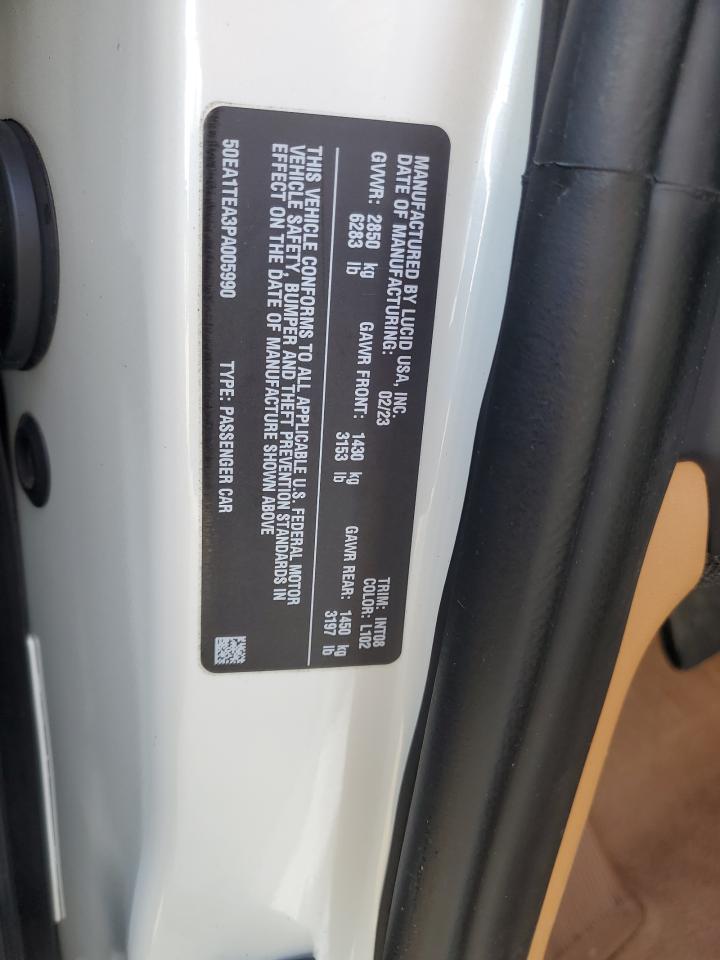 MANUFACTURED BY LUCID USA, INC.
DATE OF MANUFACTURING: 02/23
TRIM: INT08
COLOR: L102
GVWR: 2850 kg GAWR FRONT: 1430 kg GAWR REAR: 1450 kg
6283 lb 3153 lb 3197 lb
THIS VEHICLE CONFORMS TO ALL APPLICABLE U.S. FEDERAL MOTOR
VEHICLE SAFETY, BUMPER AND THEFT PREVENTION STANDARDS IN
EFFECT ON THE DATE OF MANUFACTURE SHOWN ABOVE
50EA1TEA3PA005990 TYPE: PASSENGER CAR